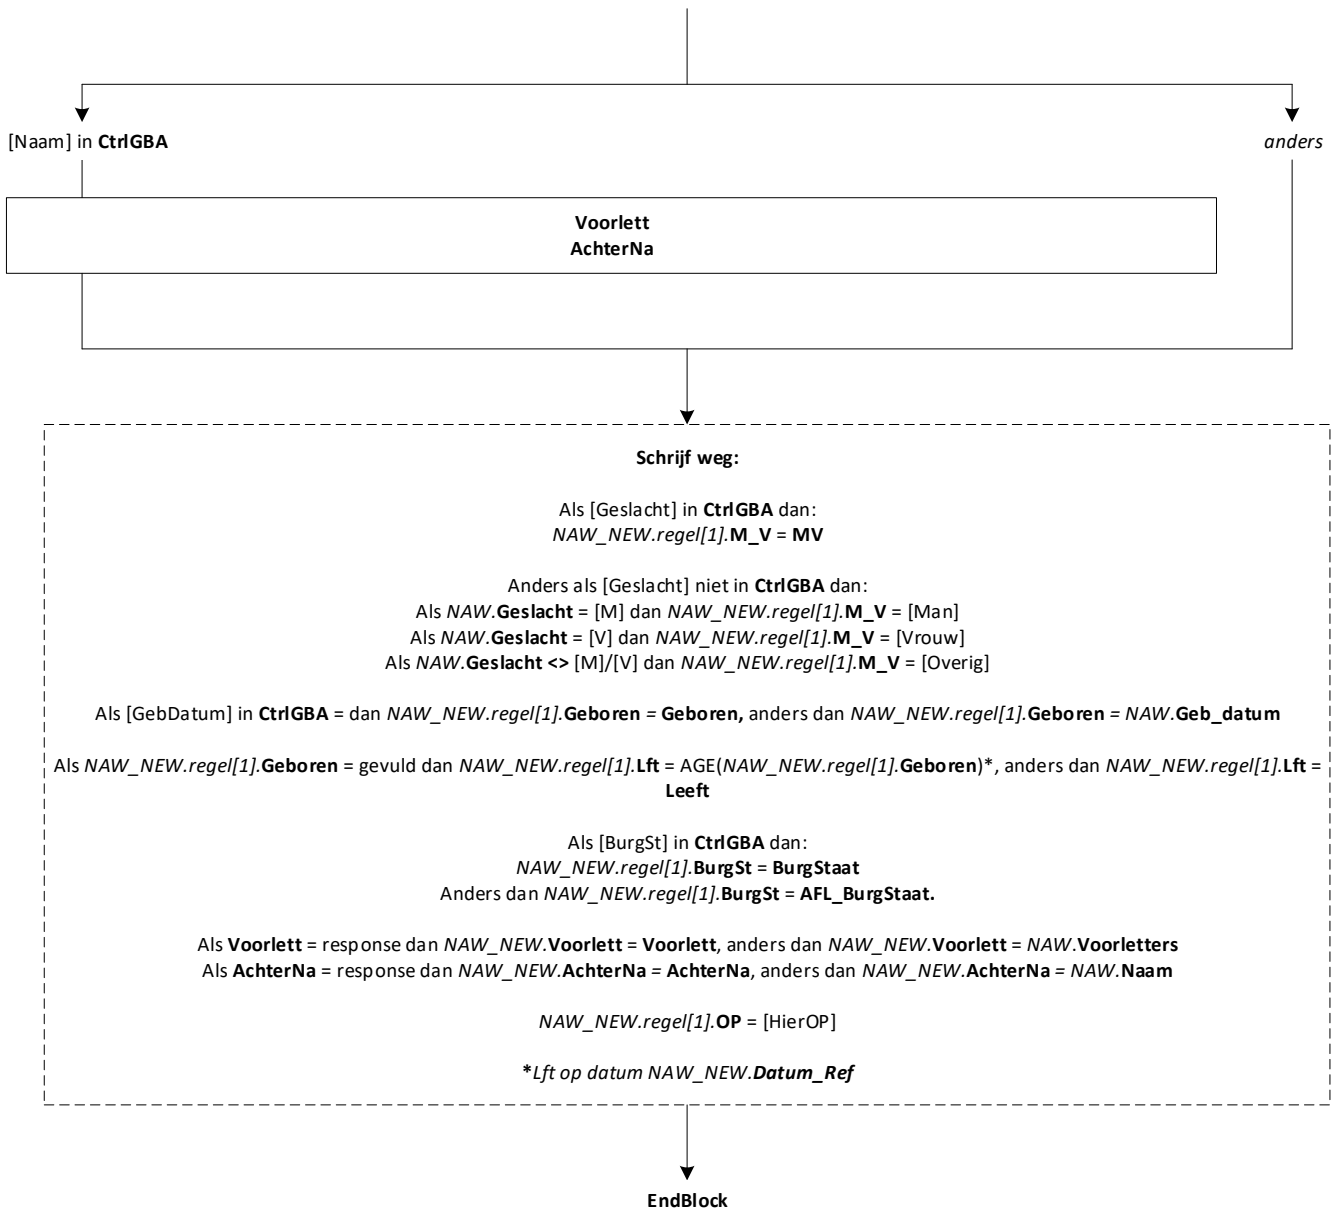 [Naam] in CtrlGBA
anders
Voorlett
AchterNa
Schrijf weg:
Als [Geslacht] in CtrlGBA dan:
NAW_NEW.regel[1].M_V = MV
Anders als [Geslacht] niet in CtrlGBA dan:
Als NAW.Geslacht = [M] dan NAW_NEW.regel[1].M_V = [Man]
Als NAW.Geslacht = [V] dan NAW_NEW.regel[1].M_V = [Vrouw]
Als NAW.Geslacht <> [M]/[V] dan NAW_NEW.regel[1].M_V = [Overig]
Als [GebDatum] in CtrlGBA = dan NAW_NEW.regel[1].Geboren = Geboren, anders dan NAW_NEW.regel[1].Geboren = NAW.Geb_datum
Als NAW_NEW.regel[1].Geboren = gevuld dan NAW_NEW.regel[1].Lft = AGE(NAW_NEW.regel[1].Geboren)*, anders dan NAW_NEW.regel[1].Lft =
Leeft
Als [BurgSt] in CtrlGBA dan:
NAW_NEW.regel[1].BurgSt = BurgStaat
Anders dan NAW_NEW.regel[1].BurgSt = AFL_BurgStaat.
Als Voorlett = response dan NAW_NEW.Voorlett = Voorlett, anders dan NAW_NEW.Voorlett = NAW.Voorletters
Als AchterNa = response dan NAW_NEW.AchterNa = AchterNa, anders dan NAW_NEW.AchterNa = NAW.Naam
NAW_NEW.regel[1].OP = [HierOP]
*Lft op datum NAW_NEW.Datum_Ref
EndBlock